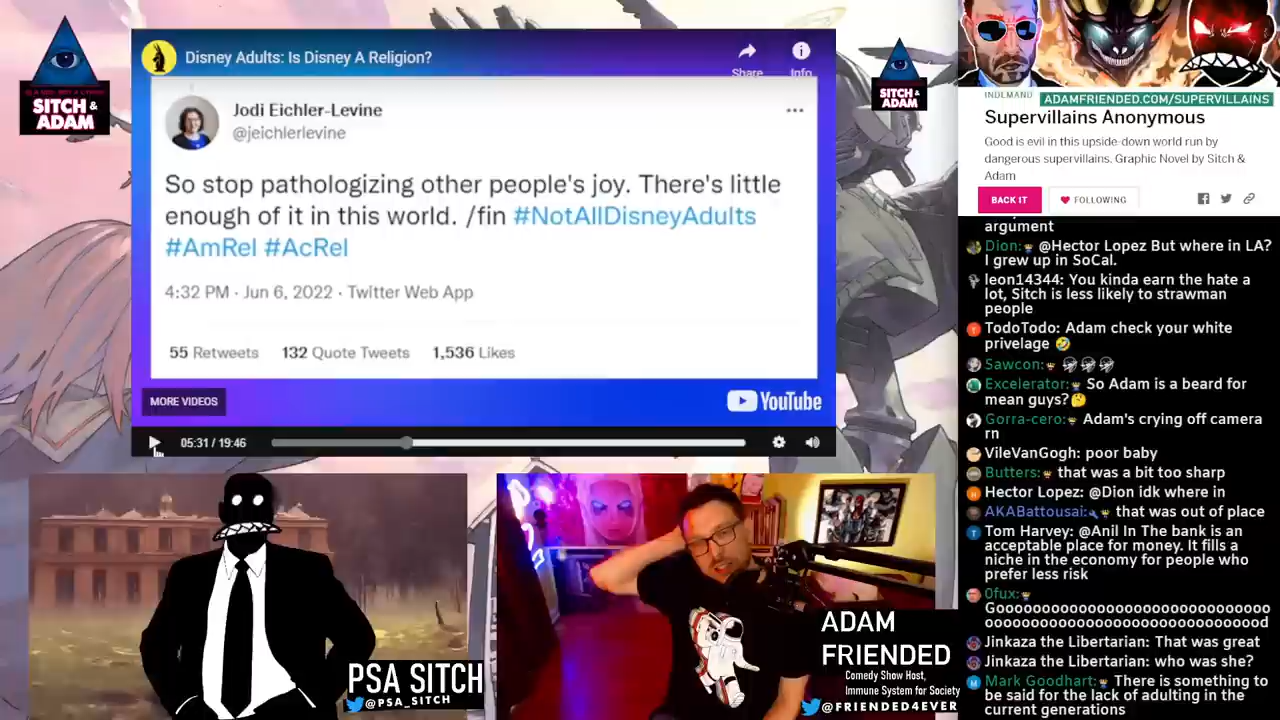 SITCH &
ADAM
Disney Adults: Is Disney A Religion?
Share
Info
Jodi Eichler-Levine
@jeichlerlevine
So stop pathologizing other people's joy. There's little
enough of it in this world. /fin #NotAllDisneyAdults
#AmRel #AcRel
4:32 PM · Jun 6, 2022 · Twitter Web App
55 Retweets 132 Quote Tweets 1,536 Likes
MORE VIDEOS
YouTube
05:31 / 19:46
SITCH &
ADAM
PSA SITCH
@PSA_SITCH
ADAM
FRIENDED
Comedy Show Host,
Immune System for Society
@FRIENDED4EVER
INDEMAND
ADAMFRIENDED.COM/SUPERVILLAINS
Supervillains Anonymous
Good is evil in this upside-down world run by
dangerous supervillains. Graphic Novel by Sitch &
Adam
BACK IT
FOLLOWING
argument
Dion: @Hector Lopez But where in LA?
I grew up in SoCal.
leon14344: You kinda earn the hate a
lot, Sitch is less likely to strawman
people
TodoTodo: Adam check your white
privelage 🤣
Sawcon:
Excelerator: So Adam is a beard for
mean guys?🤔
Gorra-cero: Adam's crying off camera
rn
VileVanGogh: poor baby
Butters: that was a bit too sharp
Hector Lopez: @Dion idk where in
AKABattousai: that was out of place
Tom Harvey: @Anil In The bank is an
acceptable place for money. It fills a
niche in the economy for people who
prefer less risk
0fux:
Goooooooooooooooooooooooooooooo
ooooooooooooooooooooooooooooood
Jinkaza the Libertarian: That was great
Jinkaza the Libertarian: who was she?
Mark Goodhart: There is something to
be said for the lack of adulting in the
current generations